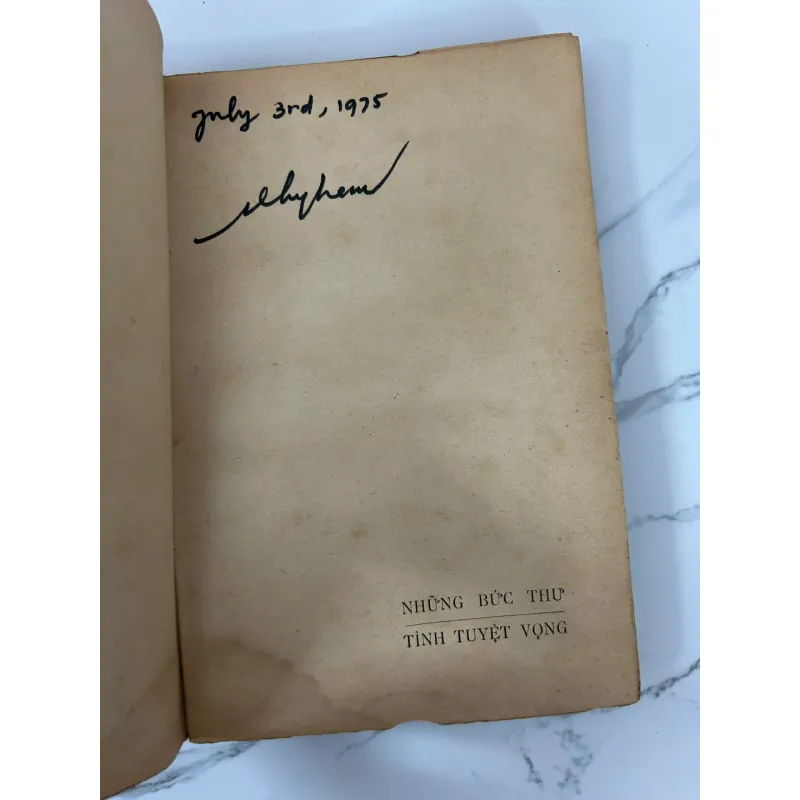 July 3rd, 1975
NHỮNG BỨC THƯ
TÌNH TUYỆT VỌNG